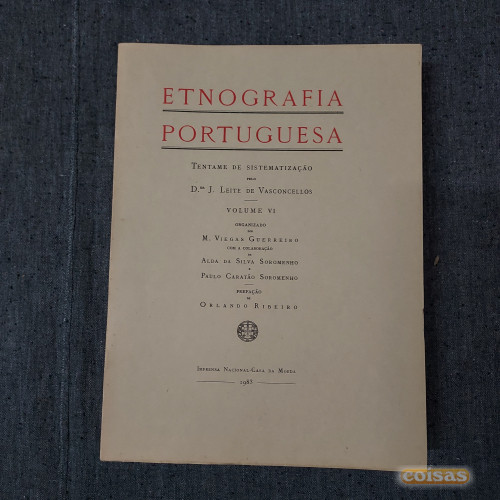 ETNOGRAFIA
PORTUGUESA
TENTAME DE SISTEMATIZAÇÃO
PELO
D.ᵒʳ J. LEITE DE VASCONCELLOS
VOLUME VI
ORGANIZADO
POR
M. VIEGAS GUERREIRO
COM A COLABORAÇÃO
DE
ALDA DA SILVA SOROMENHO
E
PAULO CARATÃO SOROMENHO
PREFAÇÃO
DE
ORLANDO RIBEIRO
IMPRENSA NACIONAL-CASA DA MOEDA
1983
coisas